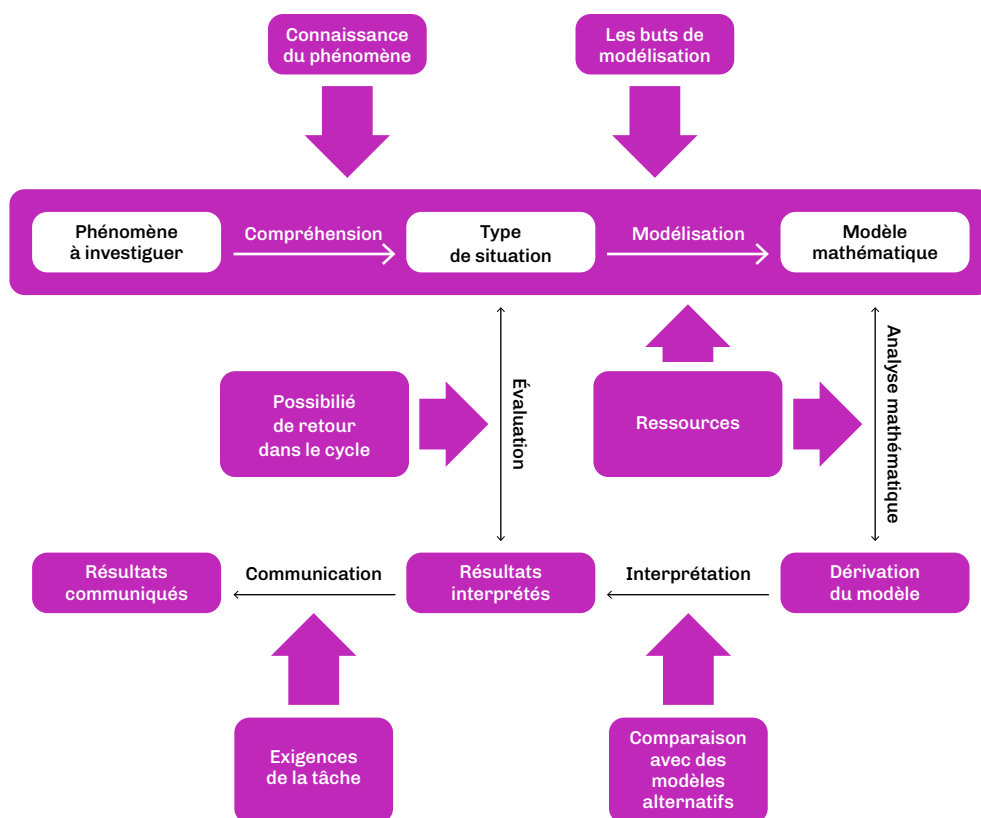 Connaissance
du phénomène
Les buts de
modélisation
Phénomène
à investiguer
Compréhension
Type
de situation
Modélisation
Modèle
mathématique
Possibilié
de retour
dans le cycle
Évaluation
Ressources
Analyse mathématique
Résultats
communiqués
Communication
Résultats
interprétés
Interprétation
Dérivation
du modèle
Exigences
de la tâche
Comparaison
avec des
modèles
alternatifs